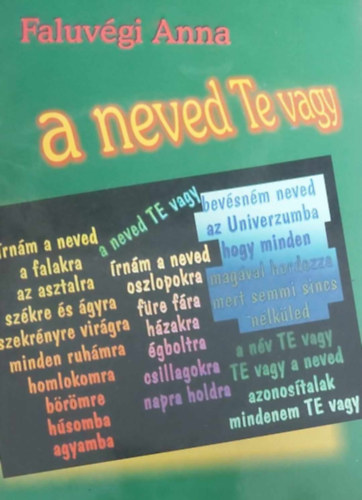 Faluvégi Anna
a neved Te vagy
írnám a neved
a falakra
az asztalra
székre és ágyra
szekrényre virágra
minden ruhámra
homlokomra
börömre
húsomba
agyamba
a neved TE vagy
írnám a neved
oszlopokra
füre fára
házakra
égboltra
csillagokra
napra holdra
bevésném neved
az Univerzumba
hogy minden
magával hordozza
mert semmi sincs
nélküled
a név TE vagy
TE vagy a neved
azonosítalak
mindenem TE vagy